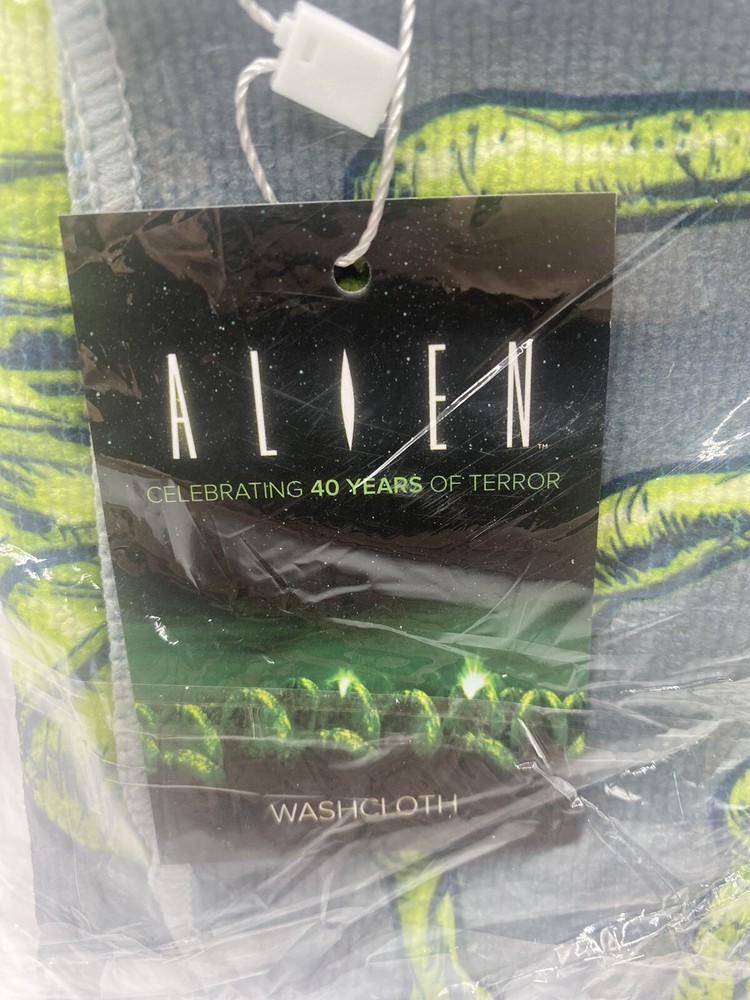 ALIEN™
CELEBRATING 40 YEARS OF TERROR
WASHCLOTH